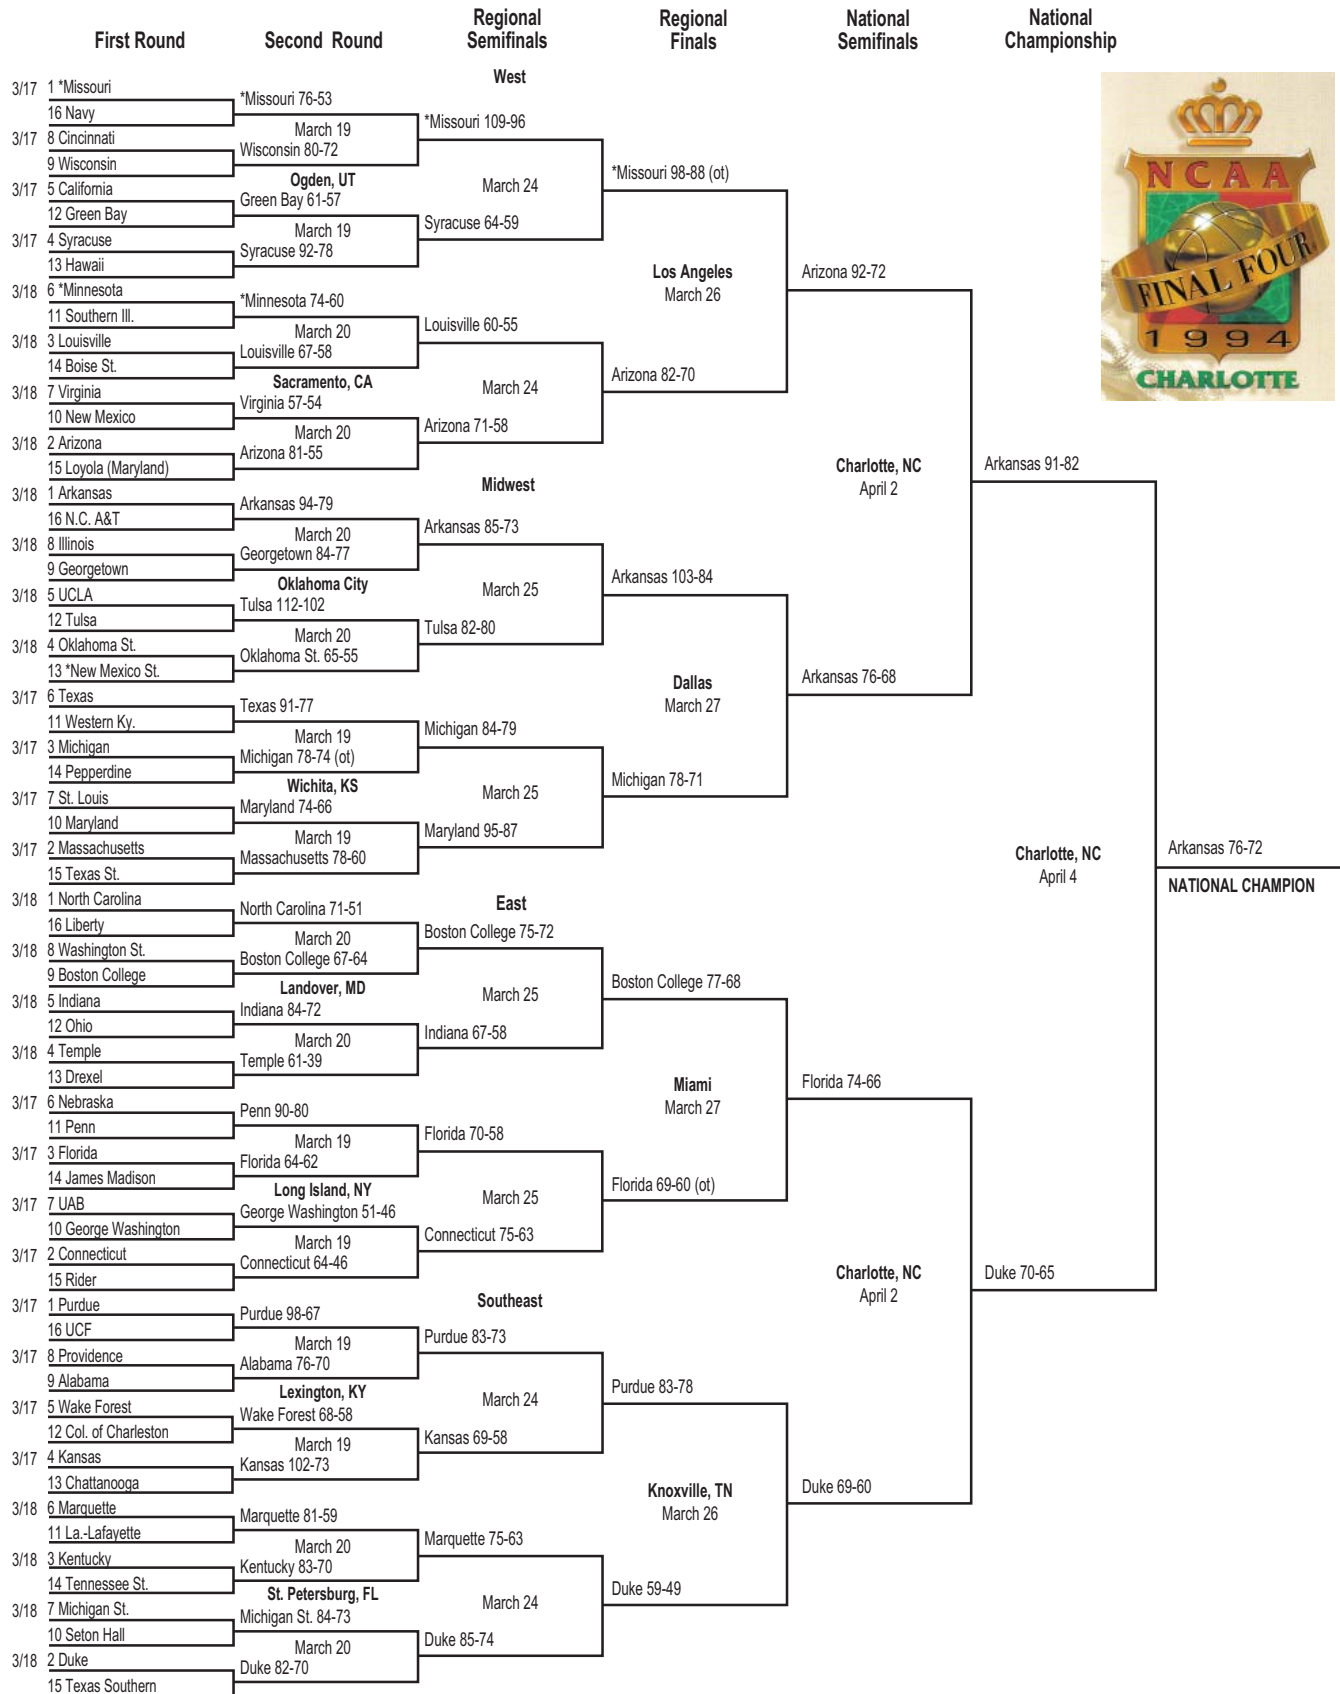 First Round
Second Round
Regional
Semifinals
Regional
Finals
National
Semifinals
National
Championship
West
3/17 1 *Missouri
16 Navy
3/17 8 Cincinnati
9 Wisconsin
3/17 5 California
12 Green Bay
3/17 4 Syracuse
13 Hawaii
3/18 6 *Minnesota
11 Southern Ill.
3/18 3 Louisville
14 Boise St.
3/18 7 Virginia
10 New Mexico
3/18 2 Arizona
15 Loyola (Maryland)
*Missouri 76-53
March 19
Wisconsin 80-72
Ogden, UT
Green Bay 61-57
March 19
Syracuse 92-78
*Minnesota 74-60
March 20
Louisville 67-58
Sacramento, CA
Virginia 57-54
March 20
Arizona 81-55
*Missouri 109-96
March 24
Syracuse 64-59
Louisville 60-55
March 24
Arizona 71-58
*Missouri 98-88 (ot)
Los Angeles
March 26
Arizona 82-70
Arizona 92-72
Midwest
3/18 1 Arkansas
16 N.C. A&T
3/18 8 Illinois
9 Georgetown
3/18 5 UCLA
12 Tulsa
3/18 4 Oklahoma St.
13 *New Mexico St.
3/17 6 Texas
11 Western Ky.
3/17 3 Michigan
14 Pepperdine
3/17 7 St. Louis
10 Maryland
3/17 2 Massachusetts
15 Texas St.
Arkansas 94-79
March 20
Georgetown 84-77
Oklahoma City
Tulsa 112-102
March 20
Oklahoma St. 65-55
Texas 91-77
March 19
Michigan 78-74 (ot)
Wichita, KS
Maryland 74-66
March 19
Massachusetts 78-60
Arkansas 85-73
March 25
Tulsa 82-80
Michigan 84-79
March 25
Maryland 95-87
Arkansas 103-84
Dallas
March 27
Michigan 78-71
Arkansas 76-68
East
3/18 1 North Carolina
16 Liberty
3/18 8 Washington St.
9 Boston College
3/18 5 Indiana
12 Ohio
3/18 4 Temple
13 Drexel
3/17 6 Nebraska
11 Penn
3/17 3 Florida
14 James Madison
3/17 7 UAB
10 George Washington
3/17 2 Connecticut
15 Rider
North Carolina 71-51
March 20
Boston College 67-64
Landover, MD
Indiana 84-72
March 20
Temple 61-39
Penn 90-80
March 19
Florida 64-62
Long Island, NY
George Washington 51-46
March 19
Connecticut 64-46
Boston College 75-72
March 25
Indiana 67-58
Florida 70-58
March 25
Connecticut 75-63
Boston College 77-68
Miami
March 27
Florida 69-60 (ot)
Florida 74-66
Southeast
3/17 1 Purdue
16 UCF
3/17 8 Providence
9 Alabama
3/17 5 Wake Forest
12 Col. of Charleston
3/17 4 Kansas
13 Chattanooga
3/18 6 Marquette
11 La.-Lafayette
3/18 3 Kentucky
14 Tennessee St.
3/18 7 Michigan St.
10 Seton Hall
3/18 2 Duke
15 Texas Southern
Purdue 98-67
March 19
Alabama 76-70
Lexington, KY
Wake Forest 68-58
March 19
Kansas 102-73
Marquette 81-59
March 20
Kentucky 83-70
St. Petersburg, FL
Michigan St. 84-73
March 20
Duke 82-70
Purdue 83-73
March 24
Kansas 69-58
Marquette 75-63
March 24
Duke 85-74
Purdue 83-78
Knoxville, TN
March 26
Duke 59-49
Duke 69-60
Charlotte, NC
April 2
Arkansas 91-82
Charlotte, NC
April 2
Duke 70-65
Charlotte, NC
April 4
Arkansas 76-72
NATIONAL CHAMPION
NCAA
FINAL FOUR
1994
CHARLOTTE